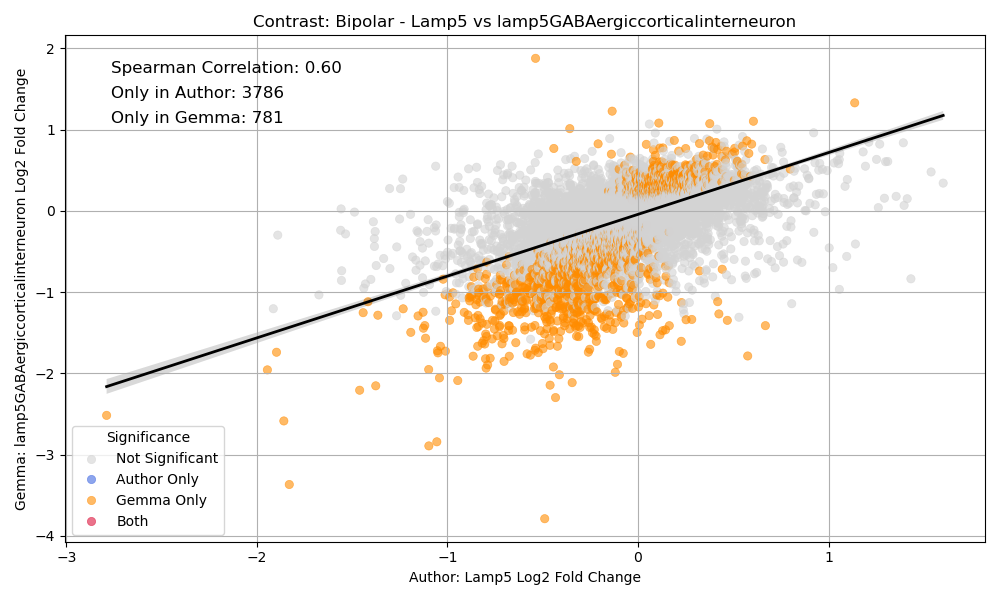 Contrast: Bipolar - Lamp5 vs lamp5GABAergiccorticalinterneuron
Spearman Correlation: 0.60
Only in Author: 3786
Only in Gemma: 781
Gemma: lamp5GABAergiccorticalinterneuron Log2 Fold Change
2
1
0
−1
−2
−3
−4
Significance
Not Significant
Author Only
Gemma Only
Both
−3
−2
−1
0
1
Author: Lamp5 Log2 Fold Change